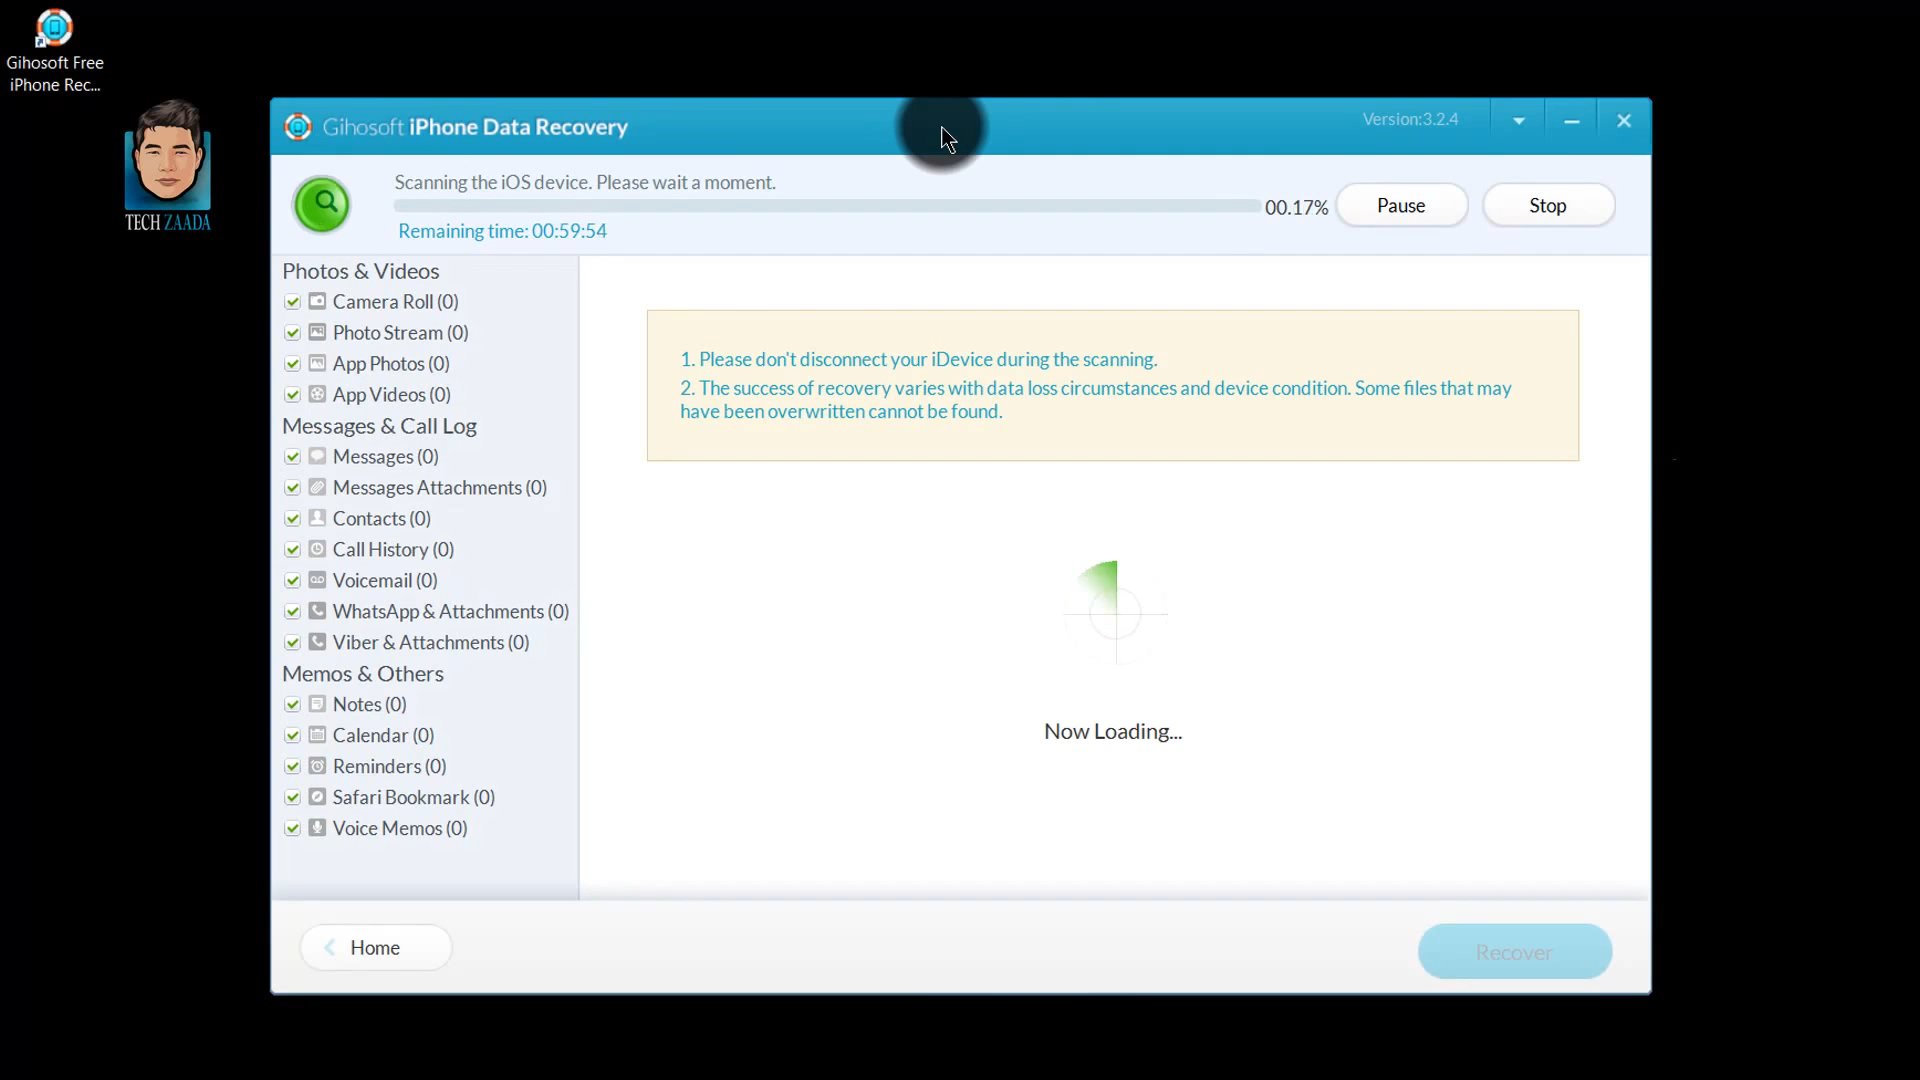 Gihosoft Free
iPhone Rec...
TECH ZAADA
Gihosoft iPhone Data Recovery
Version:3.2.4
Scanning the iOS device. Please wait a moment.
00.17%
Pause
Stop
Remaining time: 00:59:54
Photos & Videos
Camera Roll (0)
Photo Stream (0)
App Photos (0)
App Videos (0)
Messages & Call Log
Messages (0)
Messages Attachments (0)
Contacts (0)
Call History (0)
Voicemail (0)
WhatsApp & Attachments (0)
Viber & Attachments (0)
Memos & Others
Notes (0)
Calendar (0)
Reminders (0)
Safari Bookmark (0)
Voice Memos (0)
1. Please don't disconnect your iDevice during the scanning.
2. The success of recovery varies with data loss circumstances and device condition. Some files that may
have been overwritten cannot be found.
Now Loading...
Home
Recover